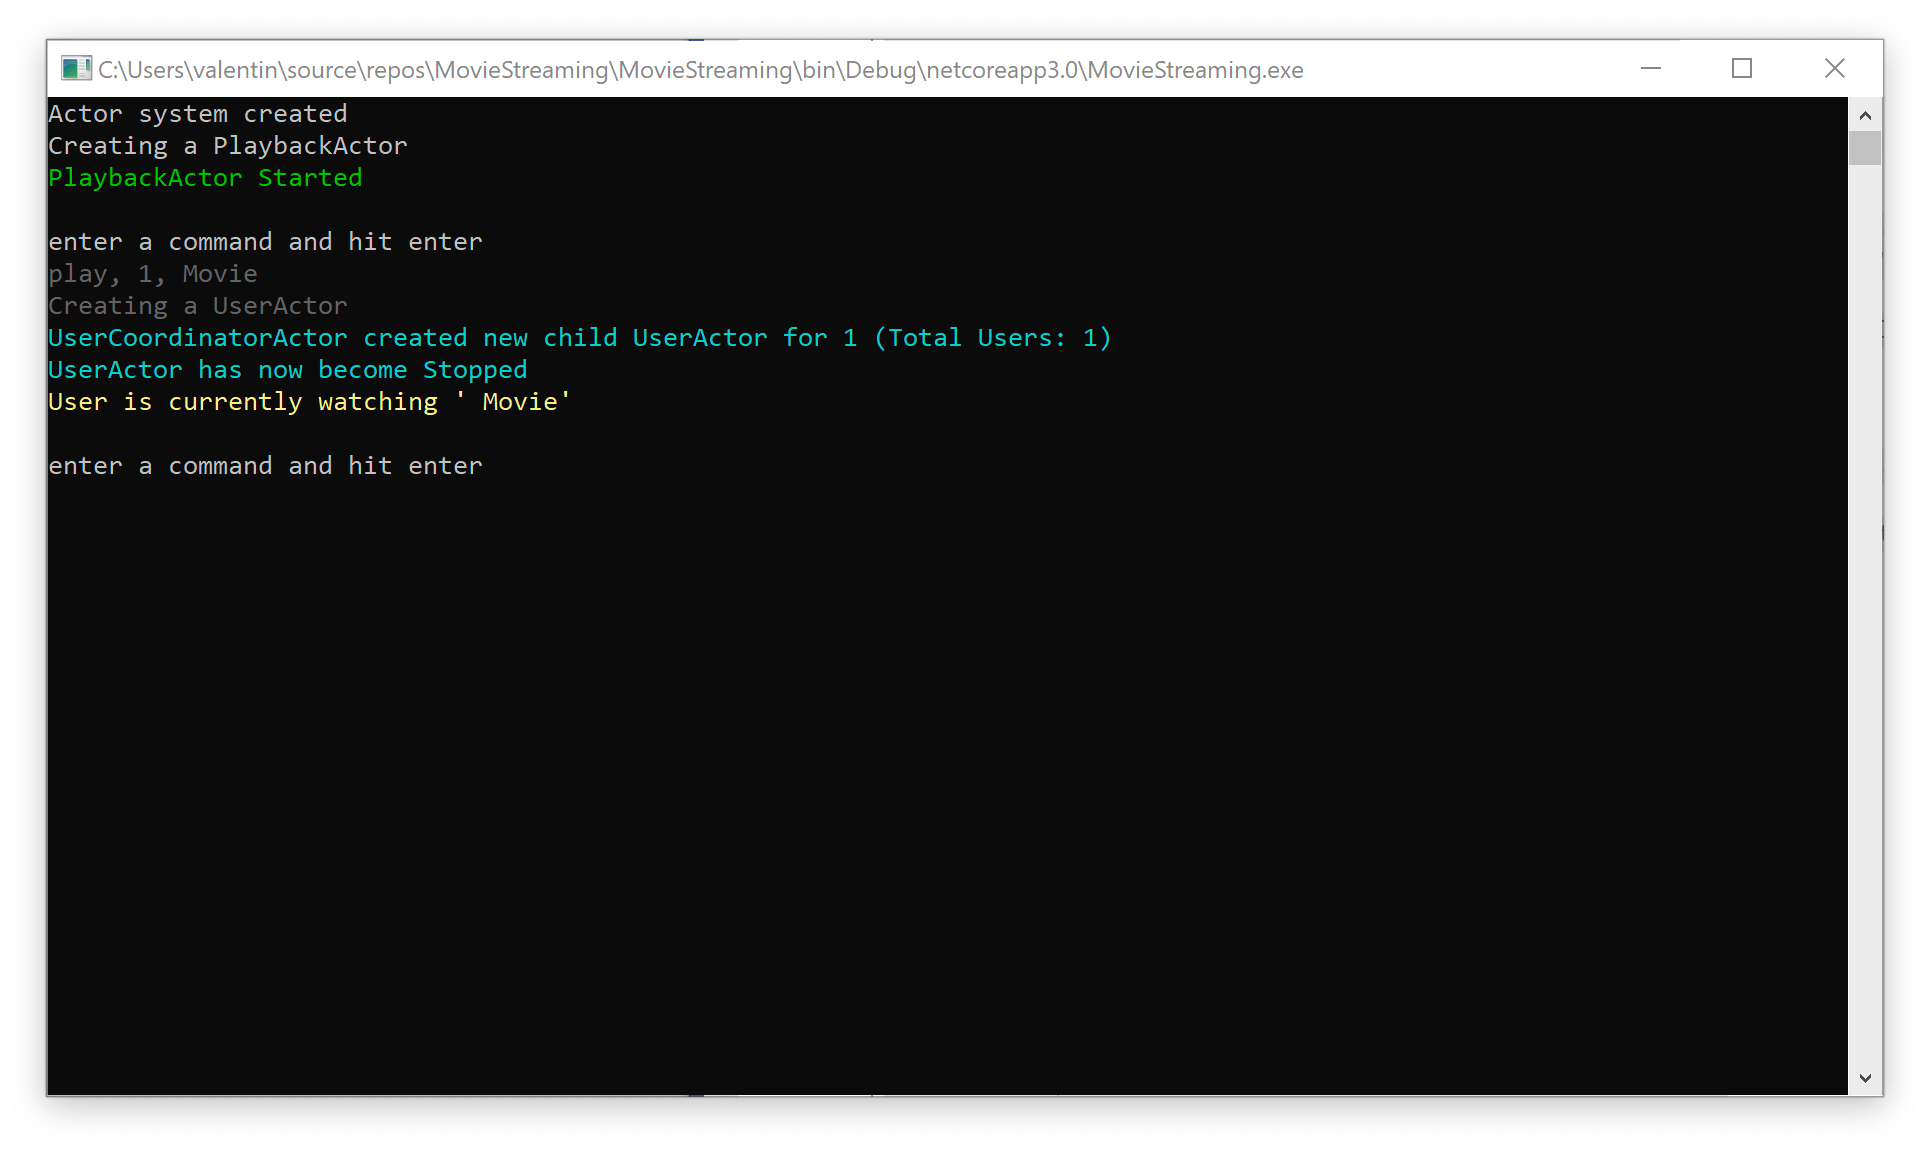 C:\Users\valentin\source\repos\MovieStreaming\MovieStreaming\bin\Debug\netcoreapp3.0\MovieStreaming.exe
Actor system created
Creating a PlaybackActor
PlaybackActor Started
enter a command and hit enter
play, 1, Movie
Creating a UserActor
UserCoordinatorActor created new child UserActor for 1 (Total Users: 1)
UserActor has now become Stopped
User is currently watching ' Movie'
enter a command and hit enter